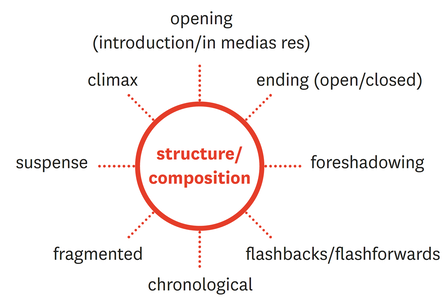 opening
(introduction/in medias res)
climax
ending (open/closed)
structure/
composition
suspense
foreshadowing
fragmented
flashbacks/flashforwards
chronological